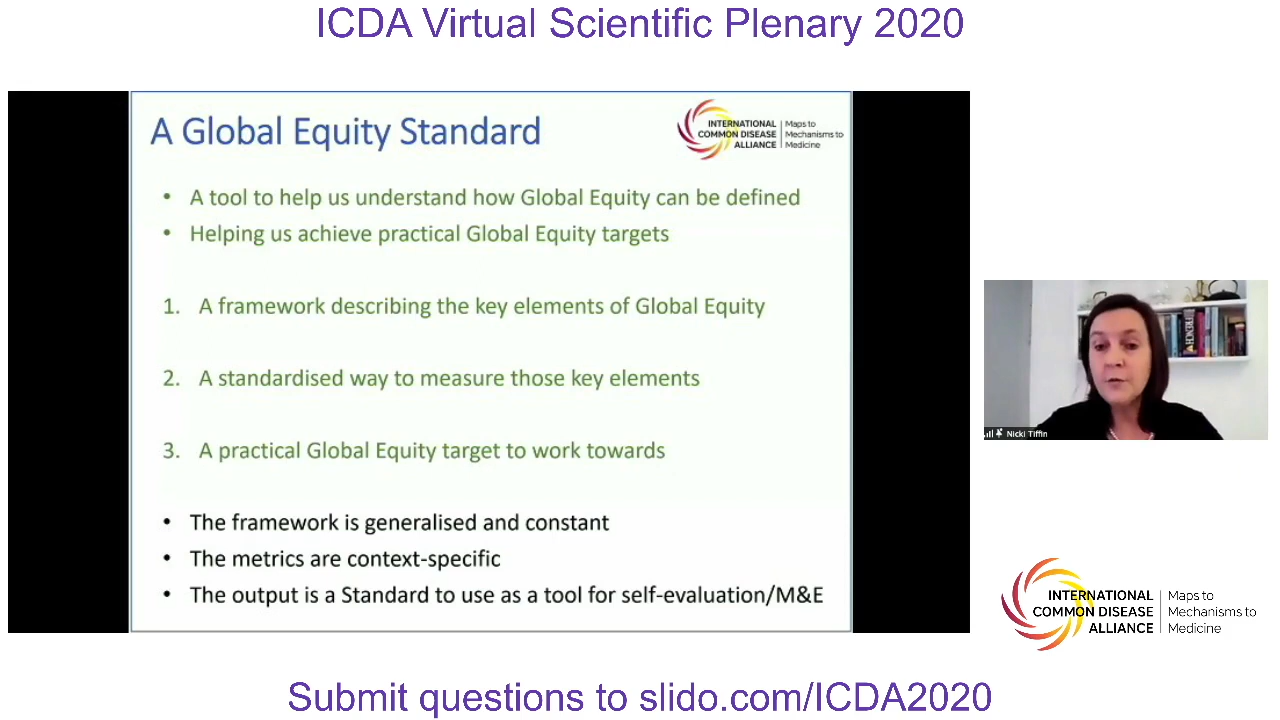 ICDA Virtual Scientific Plenary 2020
A Global Equity Standard
INTERNATIONAL
COMMON DISEASE
ALLIANCE
Maps to
Mechanisms to
Medicine
• A tool to help us understand how Global Equity can be defined
• Helping us achieve practical Global Equity targets
1. A framework describing the key elements of Global Equity
2. A standardised way to measure those key elements
3. A practical Global Equity target to work towards
• The framework is generalised and constant
• The metrics are context-specific
• The output is a Standard to use as a tool for self-evaluation/M&E
FRENCH
Nicki Tiffin
INTERNATIONAL
COMMON DISEASE
ALLIANCE
Maps to
Mechanisms to
Medicine
Submit questions to slido.com/ICDA2020